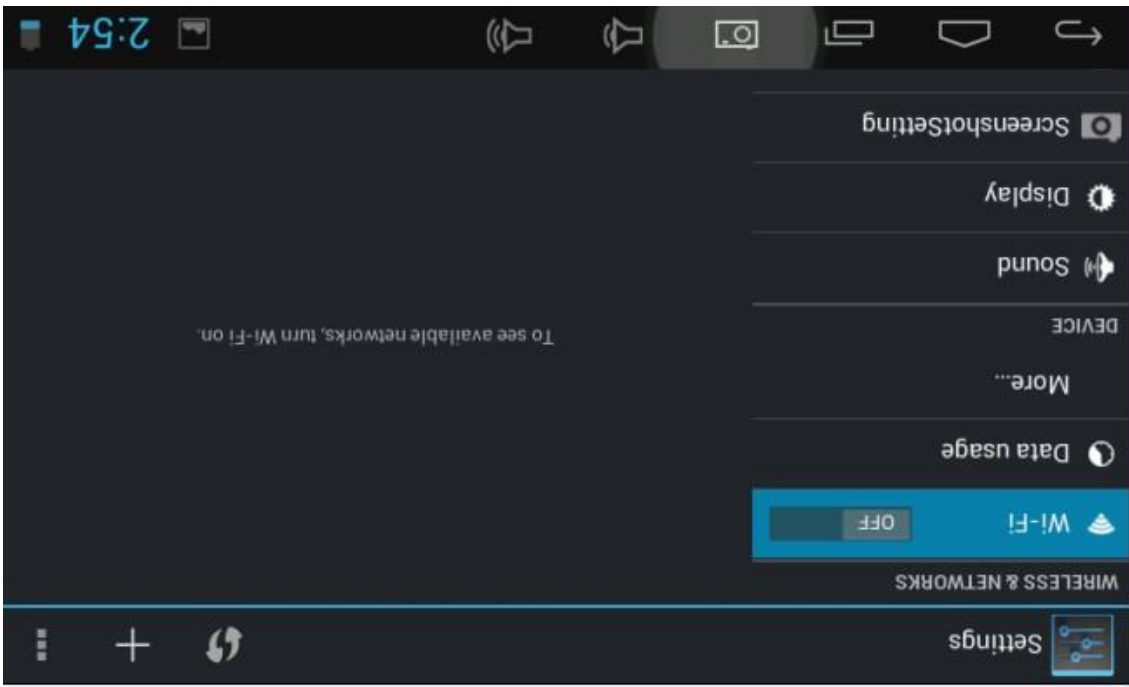 Settings
WIRELESS & NETWORKS
Wi-Fi
OFF
Data usage
More...
To see available networks, turn Wi-Fi on.
DEVICE
Sound
Display
ScreenshotSetting
2:54